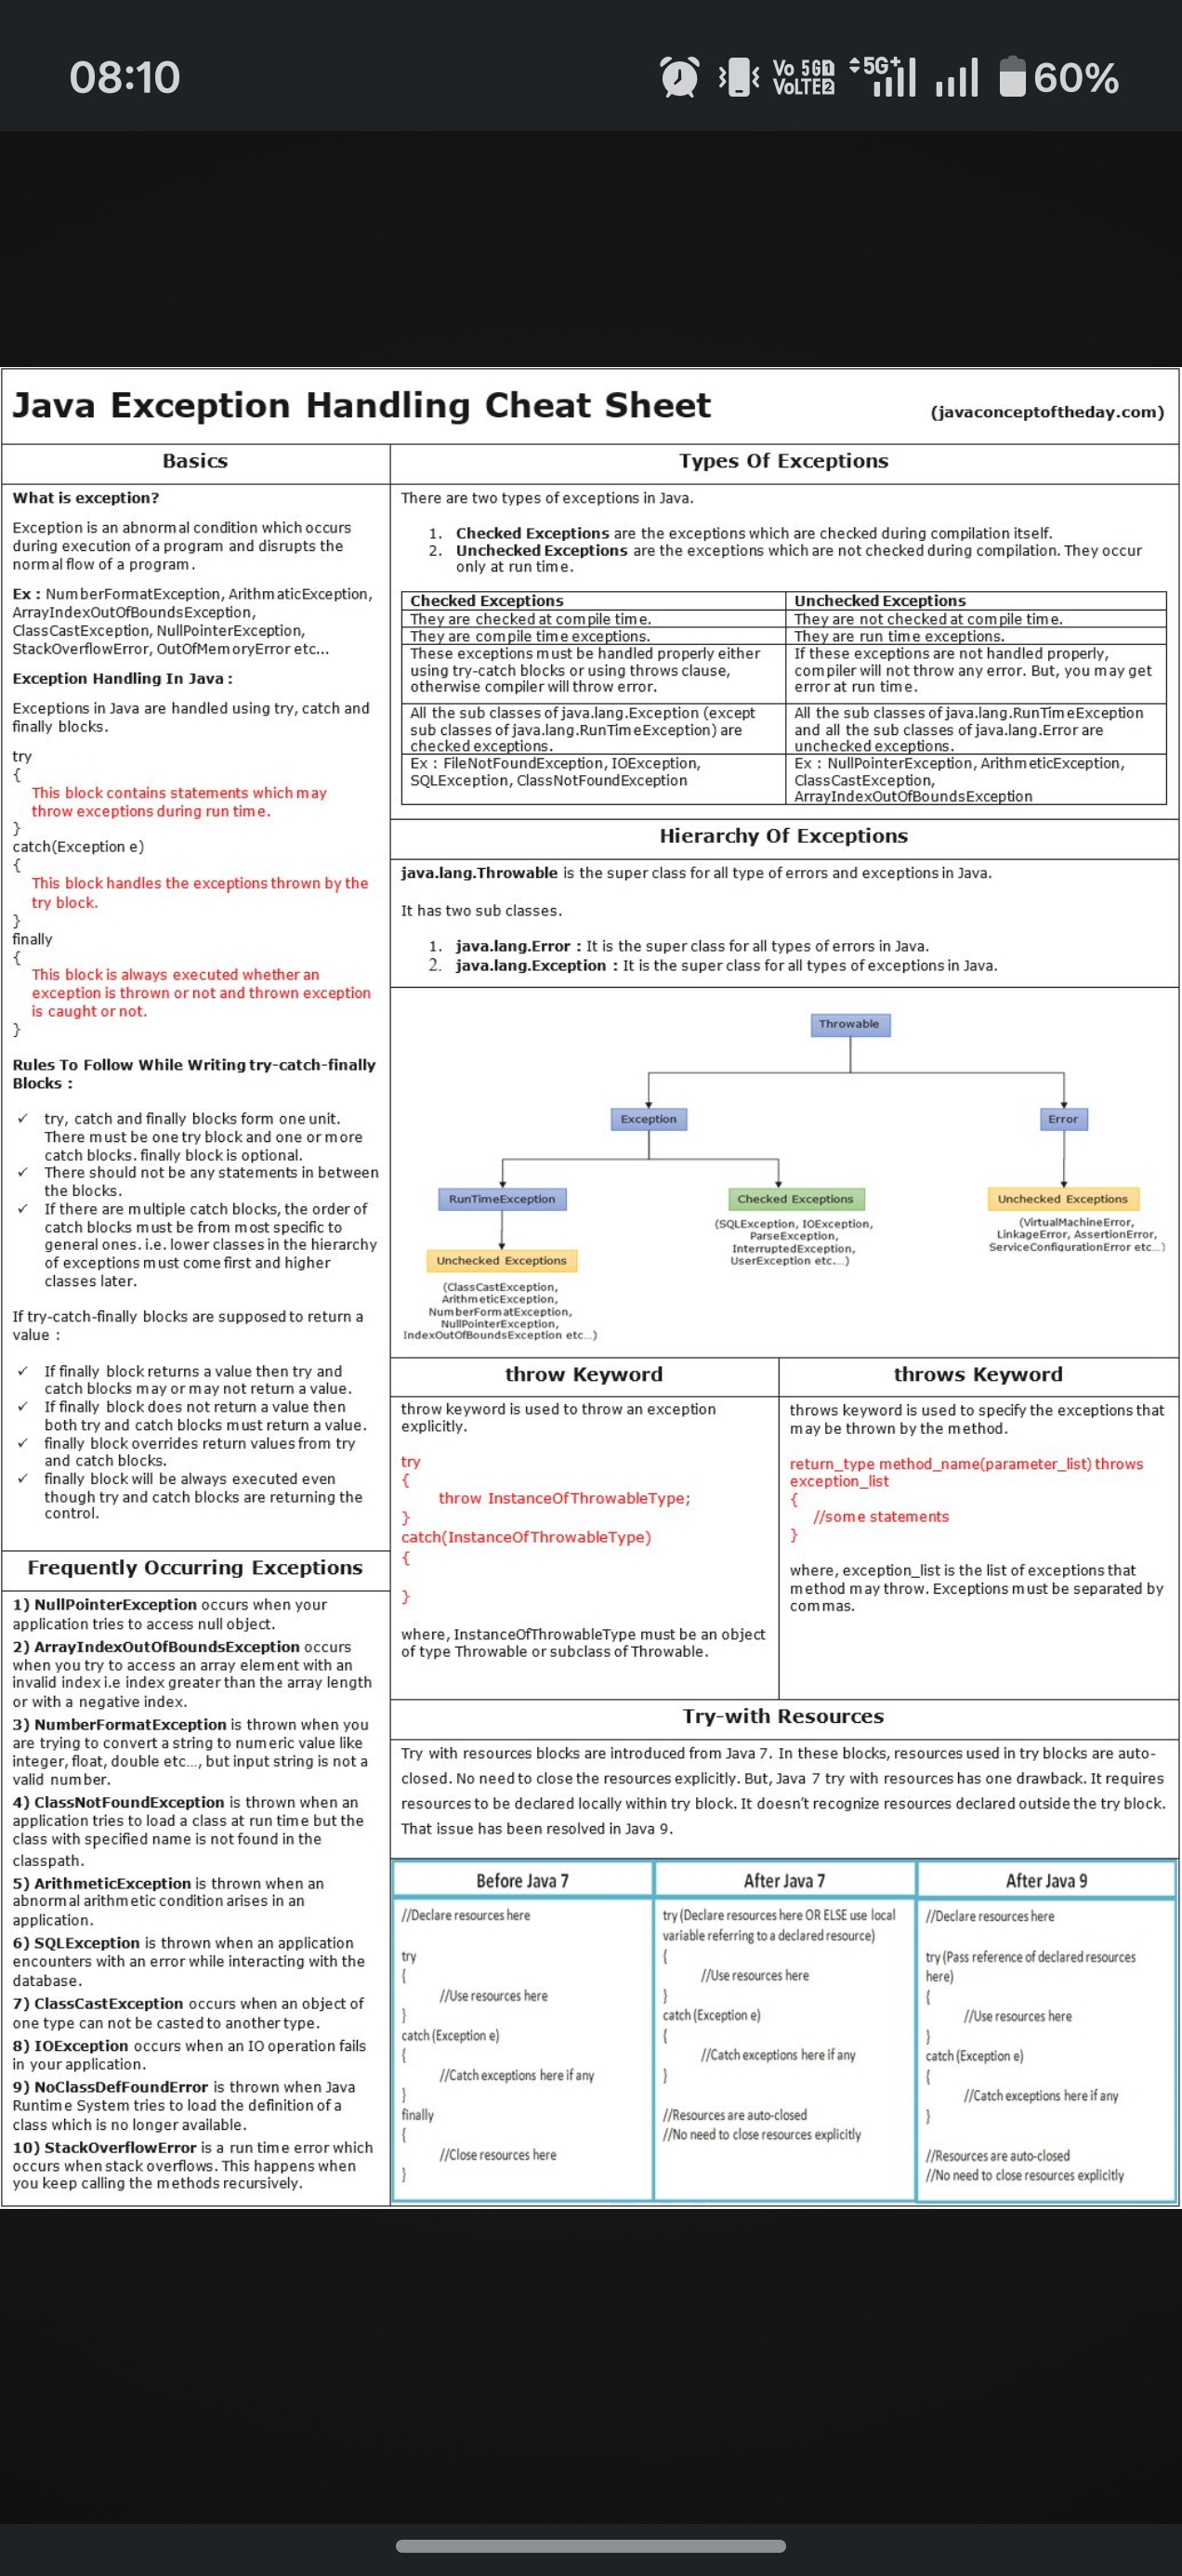 08:10
Vo 5G 1
VoLTE 2
5G+
60%
Java Exception Handling Cheat Sheet
(javaconceptoftheday.com)
Basics
What is exception?
Exception is an abnormal condition which occurs
during execution of a program and disrupts the
normal flow of a program.
Ex : NumberFormatException, ArithmaticException,
ArrayIndexOutOfBoundsException,
ClassCastException, NullPointerException,
StackOverflowError, OutOfMemoryError etc...
Exception Handling In Java :
Exceptions in Java are handled using try, catch and
finally blocks.
try
{
This block contains statements which may
throw exceptions during run time.
}
catch(Exception e)
{
This block handles the exceptions thrown by the
try block.
}
finally
{
This block is always executed whether an
exception is thrown or not and thrown exception
is caught or not.
}
Rules To Follow While Writing try-catch-finally
Blocks :
✓ try, catch and finally blocks form one unit.
There must be one try block and one or more
catch blocks. finally block is optional.
✓ There should not be any statements in between
the blocks.
✓ If there are multiple catch blocks, the order of
catch blocks must be from most specific to
general ones. i.e. lower classes in the hierarchy
of exceptions must come first and higher
classes later.
If try-catch-finally blocks are supposed to return a
value :
✓ If finally block returns a value then try and
catch blocks may or may not return a value.
✓ If finally block does not return a value then
both try and catch blocks must return a value.
✓ finally block overrides return values from try
and catch blocks.
✓ finally block will be always executed even
though try and catch blocks are returning the
control.
Frequently Occurring Exceptions
1) NullPointerException occurs when your
application tries to access null object.
2) ArrayIndexOutOfBoundsException occurs
when you try to access an array element with an
invalid index i.e index greater than the array length
or with a negative index.
3) NumberFormatException is thrown when you
are trying to convert a string to numeric value like
integer, float, double etc..., but input string is not a
valid number.
4) ClassNotFoundException is thrown when an
application tries to load a class at run time but the
class with specified name is not found in the
classpath.
5) ArithmeticException is thrown when an
abnormal arithmetic condition arises in an
application.
6) SQLException is thrown when an application
encounters with an error while interacting with the
database.
7) ClassCastException occurs when an object of
one type can not be casted to another type.
8) IOException occurs when an IO operation fails
in your application.
9) NoClassDefFoundError is thrown when Java
Runtime System tries to load the definition of a
class which is no longer available.
10) StackOverflowError is a run time error which
occurs when stack overflows. This happens when
you keep calling the methods recursively.
Types Of Exceptions
There are two types of exceptions in Java.
1. Checked Exceptions are the exceptions which are checked during compilation itself.
2. Unchecked Exceptions are the exceptions which are not checked during compilation. They occur
only at run time.
Checked Exceptions
Unchecked Exceptions
They are checked at compile time.
They are not checked at compile time.
They are compile time exceptions.
They are run time exceptions.
These exceptions must be handled properly either
using try-catch blocks or using throws clause,
otherwise compiler will throw error.
If these exceptions are not handled properly,
compiler will not throw any error. But, you may get
error at run time.
All the sub classes of java.lang.Exception (except
sub classes of java.lang.RunTimeException) are
checked exceptions.
All the sub classes of java.lang.RunTimeException
and all the sub classes of java.lang.Error are
unchecked exceptions.
Ex : FileNotFoundException, IOException,
SQLException, ClassNotFoundException
Ex : NullPointerException, ArithmeticException,
ClassCastException,
ArrayIndexOutOfBoundsException
Hierarchy Of Exceptions
java.lang.Throwable is the super class for all type of errors and exceptions in Java.
It has two sub classes.
1. java.lang.Error : It is the super class for all types of errors in Java.
2. java.lang.Exception : It is the super class for all types of exceptions in Java.
Throwable
Exception
Error
RunTimeException
Checked Exceptions
Unchecked Exceptions
(SQLException, IOException,
ParseException,
InterruptedException,
UserException etc...)
(VirtualMachineError,
LinkageError, AssertionError,
ServiceConfigurationError etc...)
Unchecked Exceptions
(ClassCastException,
ArithmeticException,
NumberFormatException,
NullPointerException,
IndexOutOfBoundsException etc...)
throw Keyword
throw keyword is used to throw an exception
explicitly.
try
{
throw InstanceOfThrowableType;
}
catch(InstanceOfThrowableType)
{
}
where, InstanceOfThrowableType must be an object
of type Throwable or subclass of Throwable.
throws Keyword
throws keyword is used to specify the exceptions that
may be thrown by the method.
return_type method_name(parameter_list) throws
exception_list
{
//some statements
}
where, exception_list is the list of exceptions that
method may throw. Exceptions must be separated by
commas.
Try-with Resources
Try with resources blocks are introduced from Java 7. In these blocks, resources used in try blocks are auto-
closed. No need to close the resources explicitly. But, Java 7 try with resources has one drawback. It requires
resources to be declared locally within try block. It doesn't recognize resources declared outside the try block.
That issue has been resolved in Java 9.
Before Java 7
//Declare resources here
try
{
//Use resources here
}
catch (Exception e)
{
//Catch exceptions here if any
}
finally
{
//Close resources here
}
After Java 7
try (Declare resources here OR ELSE use local
variable referring to a declared resource)
{
//Use resources here
}
catch (Exception e)
{
//Catch exceptions here if any
}
//Resources are auto-closed
//No need to close resources explicitly
After Java 9
//Declare resources here
try (Pass reference of declared resources
here)
{
//Use resources here
}
catch (Exception e)
{
//Catch exceptions here if any
}
//Resources are auto-closed
//No need to close resources explicitly